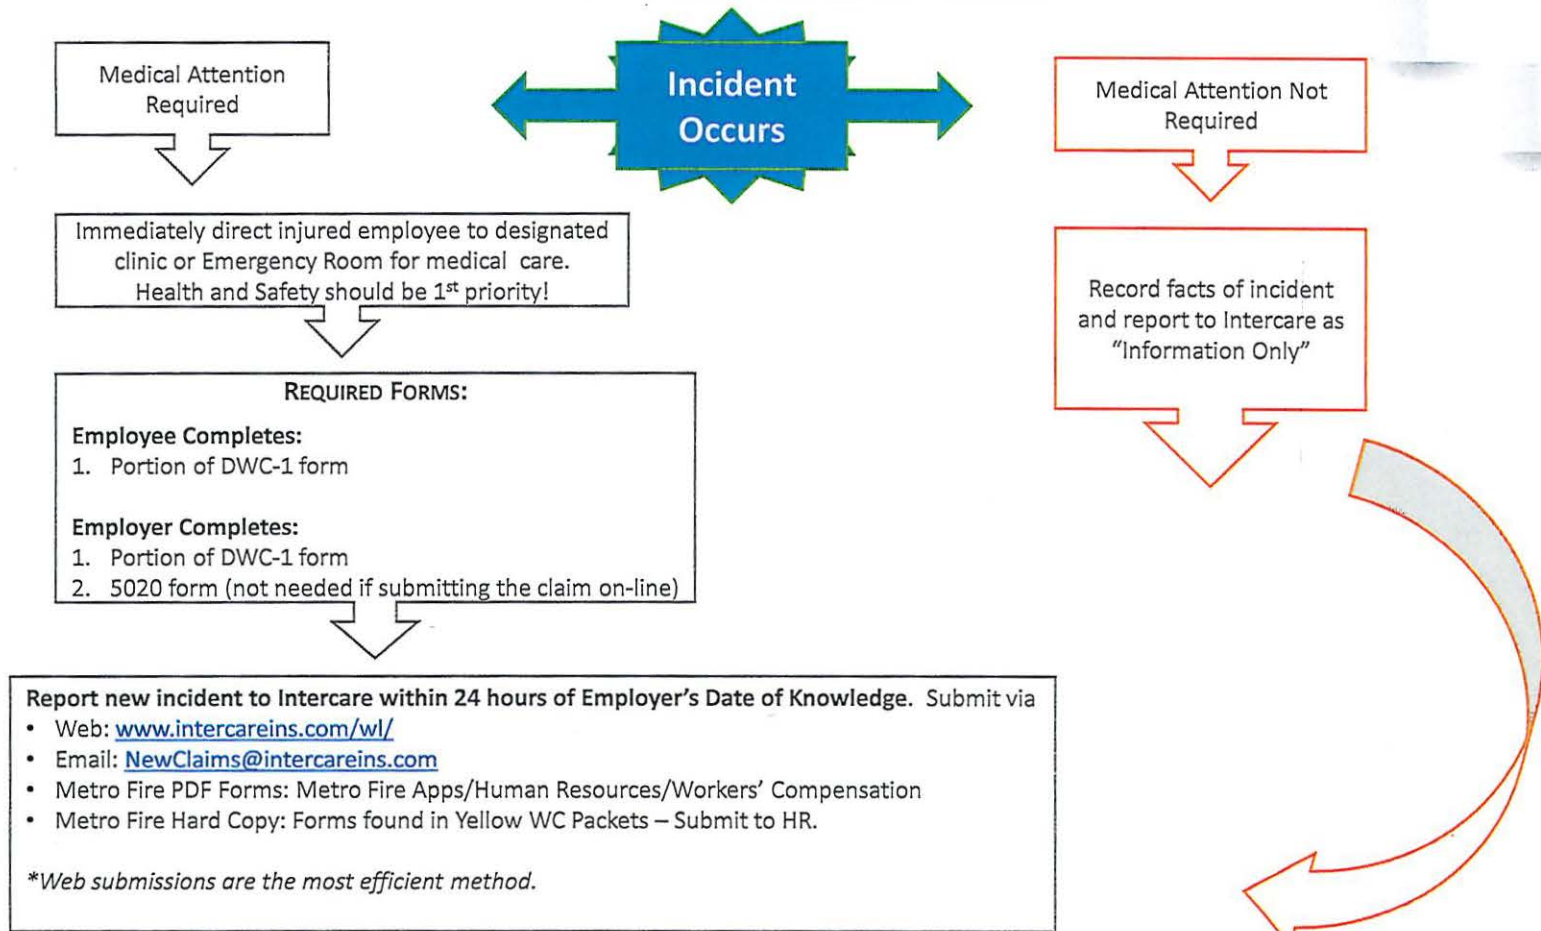 Incident
Occurs
Medical Attention
Required
Immediately direct injured employee to designated
clinic or Emergency Room for medical care.
Health and Safety should be 1st priority!
REQUIRED FORMS:
Employee Completes:
1. Portion of DWC-1 form
Employer Completes:
1. Portion of DWC-1 form
2. 5020 form (not needed if submitting the claim on-line)
Medical Attention Not
Required
Record facts of incident
and report to Intercare as
“Information Only”
Report new incident to Intercare within 24 hours of Employer’s Date of Knowledge. Submit via
• Web: www.intercareins.com/wl/
• Email: NewClaims@intercareins.com
• Metro Fire PDF Forms: Metro Fire Apps/Human Resources/Workers’ Compensation
• Metro Fire Hard Copy: Forms found in Yellow WC Packets – Submit to HR.
*Web submissions are the most efficient method.